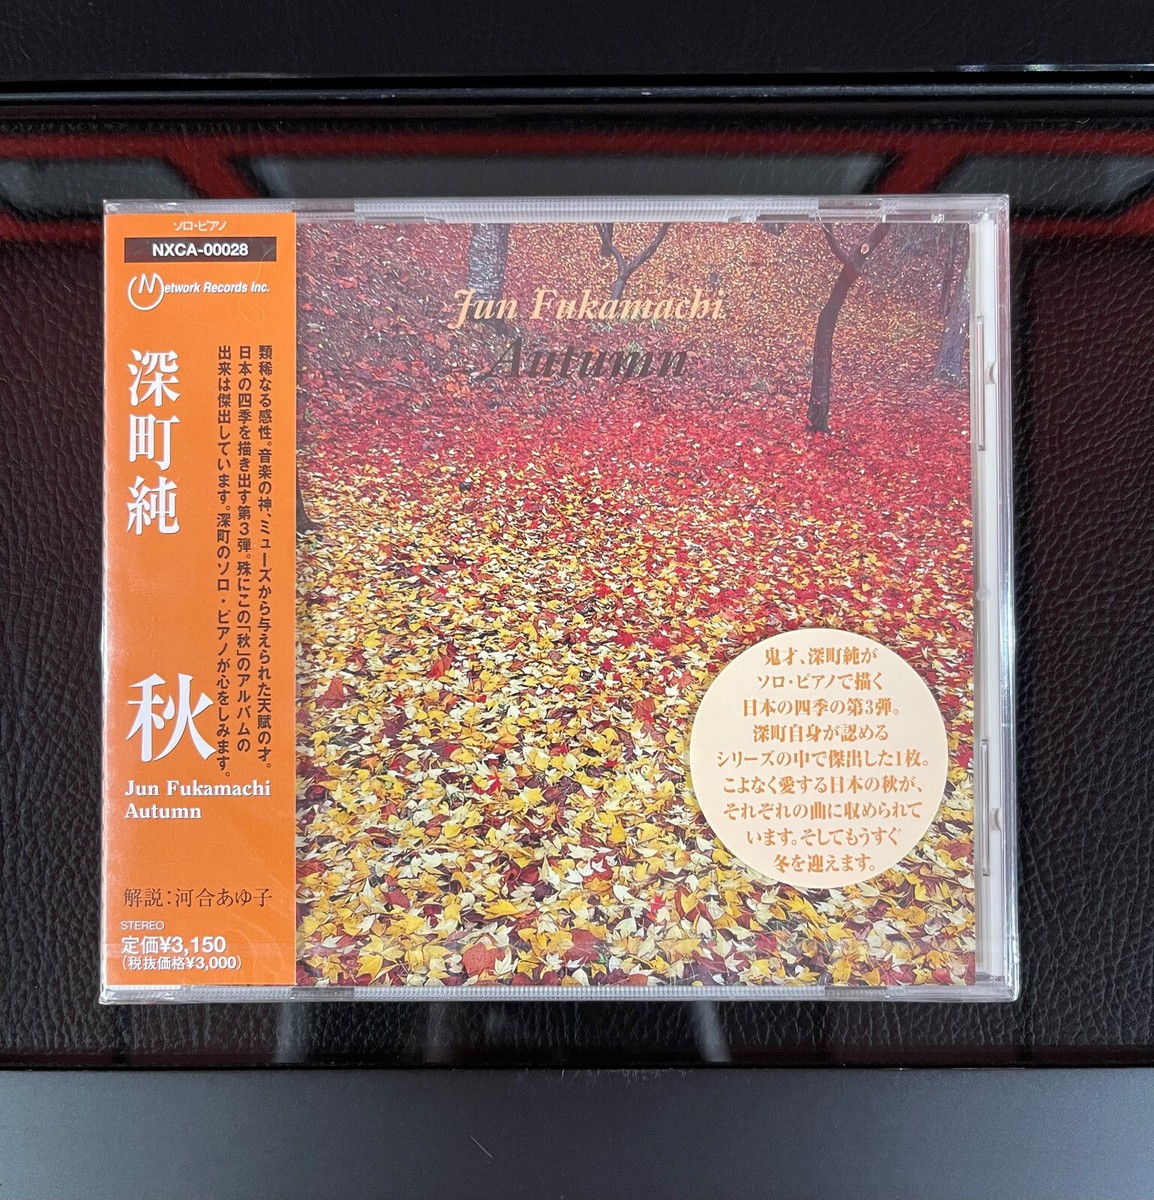 ソロ・ピアノ
NXCA-00028
Network Records Inc.
類稀なる感性。音楽の神、ミューズから与えられた天賦の才。
日本の四季を描き出す第3弾。殊にこの「秋」のアルバムの
出来は傑出しています。深町のソロ・ピアノが心をしみます。
深町純
秋
Jun Fukamachi
Autumn
解説：河合あゆ子
STEREO
定価¥3,150
(税抜価格¥3,000)
Jun Fukamachi
Autumn
鬼才、深町純が
ソロ・ピアノで描く
日本の四季の第3弾。
深町自身が認める
シリーズの中で傑出した1枚。
こよなく愛する日本の秋が、
それぞれの曲に収められて
います。そしてもうすぐ
冬を迎えます。